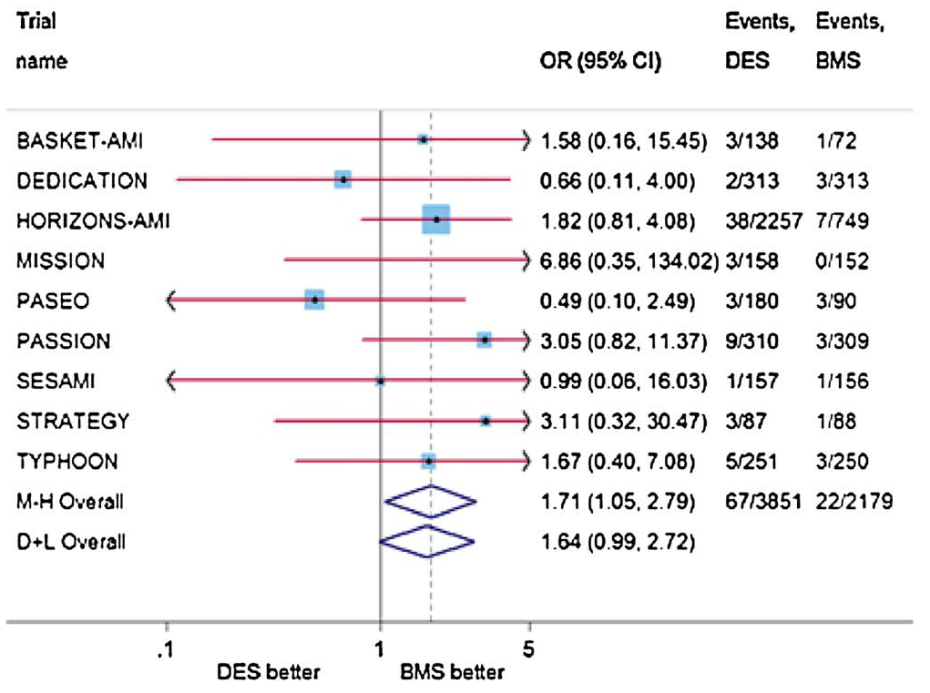 Trial name OR (95% CI) Events, DES Events, BMS
BASKET-AMI 1.58 (0.16, 15.45) 3/138 1/72
DEDICATION 0.66 (0.11, 4.00) 2/313 3/313
HORIZONS-AMI 1.82 (0.81, 4.08) 38/2257 7/749
MISSION 6.86 (0.35, 134.02) 3/158 0/152
PASEO 0.49 (0.10, 2.49) 3/180 3/90
PASSION 3.05 (0.82, 11.37) 9/310 3/309
SESAMI 0.99 (0.06, 16.03) 1/157 1/156
STRATEGY 3.11 (0.32, 30.47) 3/87 1/88
TYPHOON 1.67 (0.40, 7.08) 5/251 3/250
M-H Overall 1.71 (1.05, 2.79) 67/3851 22/2179
D+L Overall 1.64 (0.99, 2.72)
.1 1 5
DES better BMS better